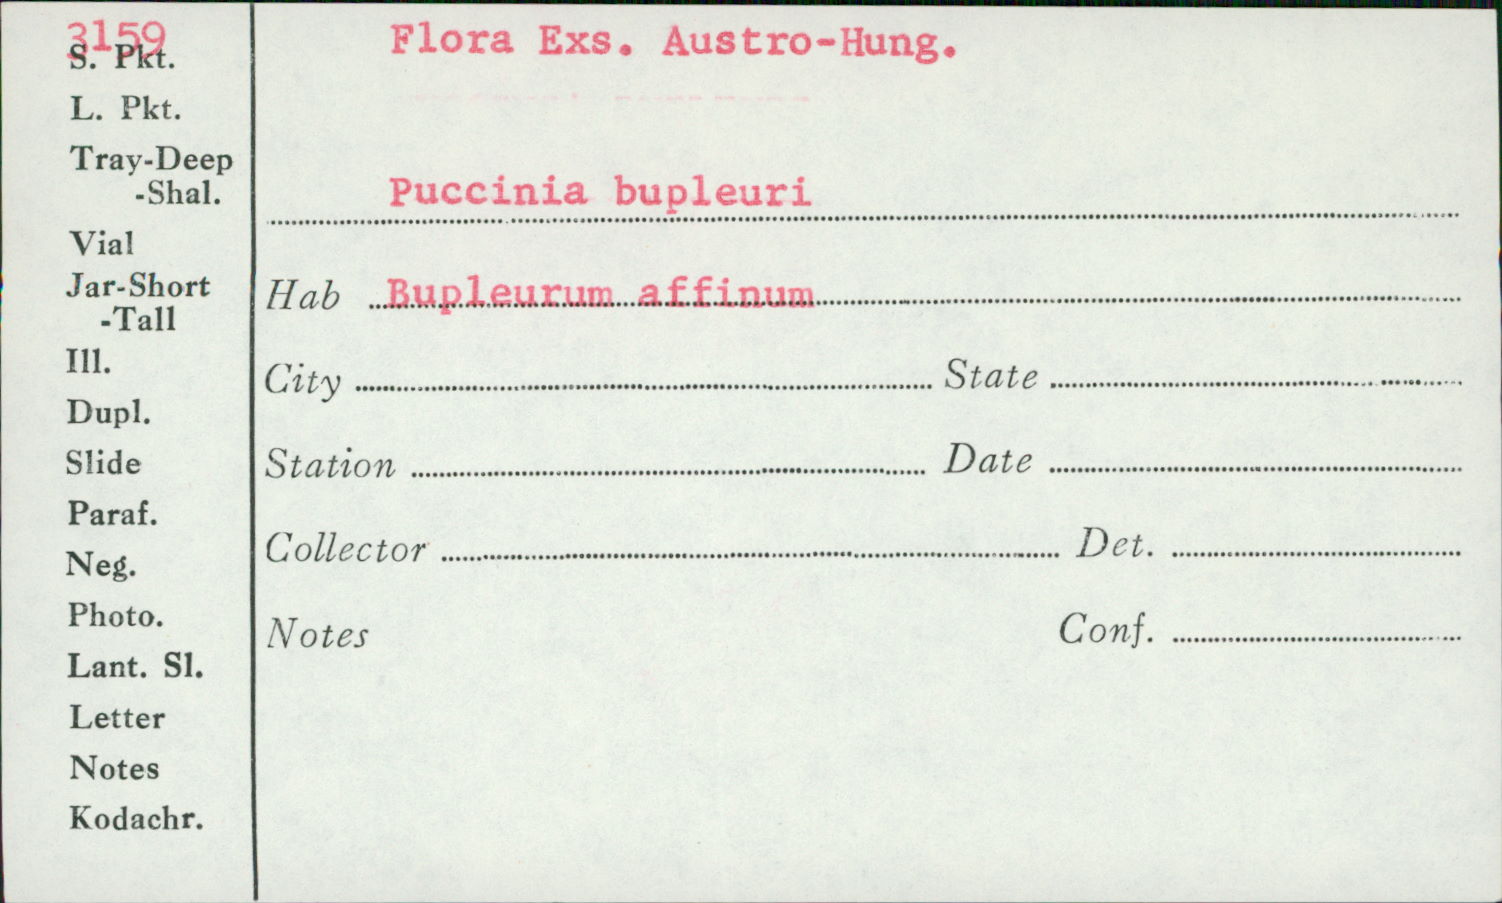 3159
Flora Exs. Austro-Hung.
S. Pkt.
L. Pkt.
Tray-Deep
-Shal.
Puccinia bupleuri
Vial
Jar-Short
-Tall
Hab Bupleurum affinum
Ill.
City State
Dupl.
Slide
Station Date
Paraf.
Collector Det.
Neg.
Photo.
Notes Conf.
Lant. Sl.
Letter
Notes
Kodachr.